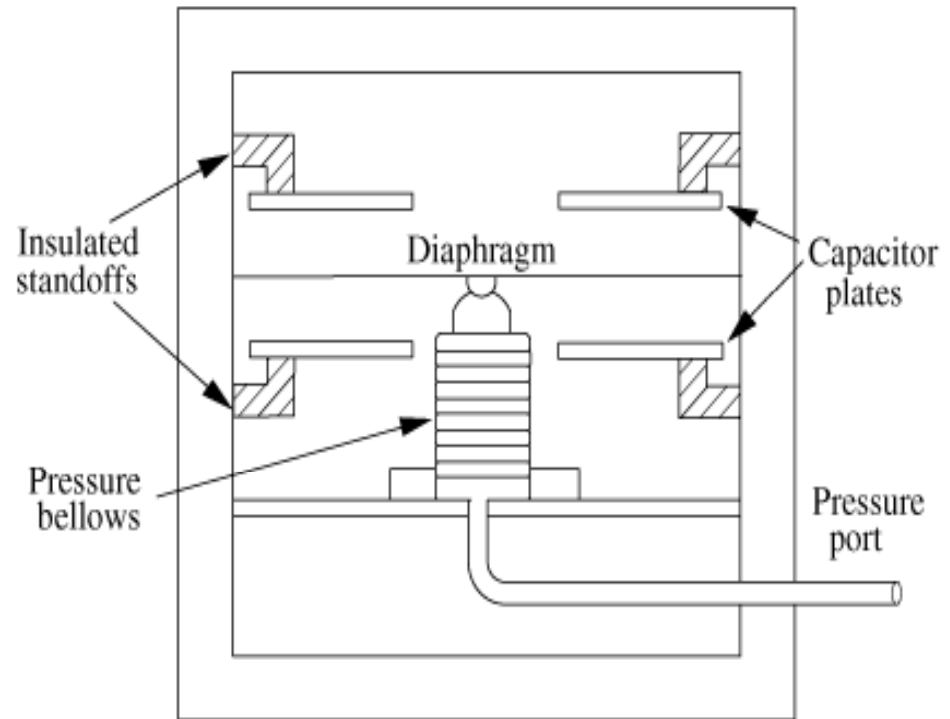 Insulated
standoffs
Diaphragm
Capacitor
plates
Pressure
bellows
Pressure
port